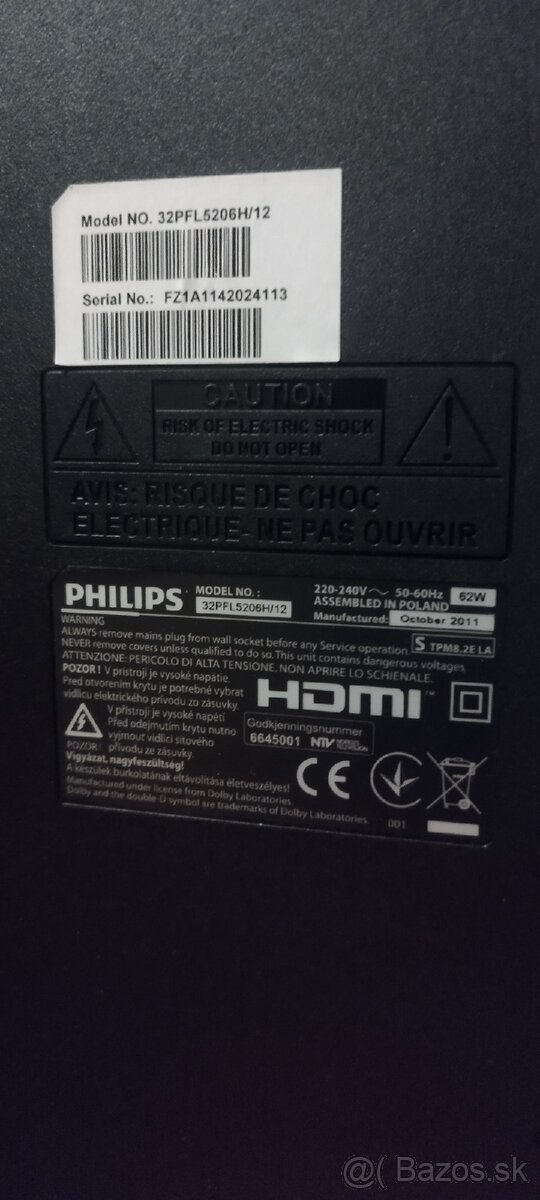 Model NO. 32PFL5206H/12
Serial No.: FZ1A1142024113
CAUTION
RISK OF ELECTRIC SHOCK
DO NOT OPEN
AVIS: RISQUE DE CHOC
ELECTRIQUE- NE PAS OUVRIR
PHILIPS MODEL NO.: 32PFL5206H/12
220-240V ~ 50-60Hz 62W
ASSEMBLED IN POLAND
Manufactured: October 2011
S TPM8.2E LA
WARNING
ALWAYS remove mains plug from wall socket before any Service operation.
NEVER remove covers unless qualified to do so. This unit contains dangerous voltages
ATTENZIONE: PERICOLO DI ALTA TENSIONE. NON APRIRE LO SCHIENALE.
POZOR! V prístroji je vysoké napätie.
Pred otvorením krytu je potrebné vybrat
vidlicu elektrického prívodu zo zásuvky.
V přístroji je vysoké napětí
Před odejmutím krytu nutno
vyjmout vidlici síťového
POZOR! přívodu ze zásuvky.
Vigyázat, nagyfeszültség!
A készülek burkolatának eltávolítása életveszélyes!
Manufactured under license from Dolby Laboratories.
Dolby and the double-D symbol are trademarks of Dolby Laboratories.
HDMI™
Godkjenningsnummer
6645001 NTV
CE
001
@( Bazos.sk